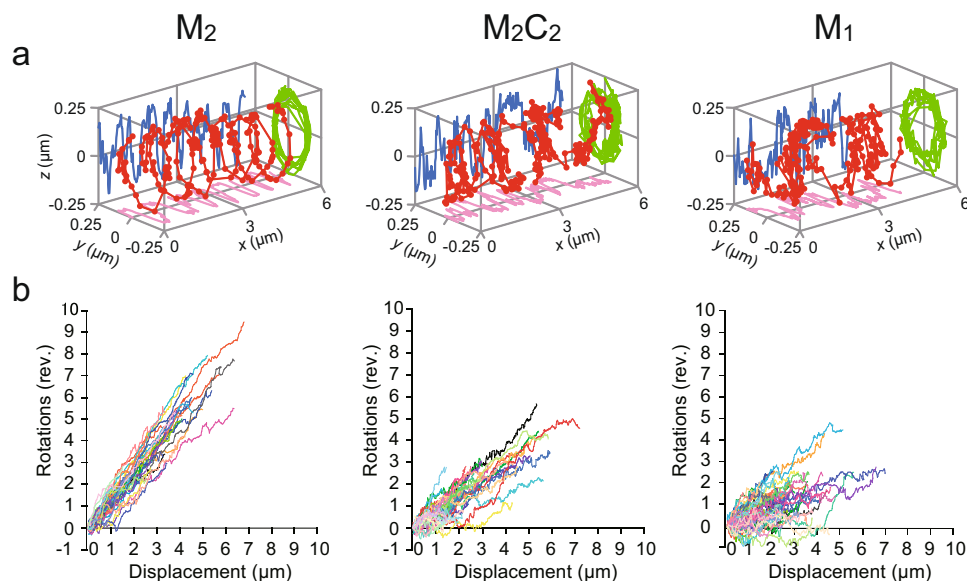 M2 M2C2 M1
a
0.25 0.25 0.25
z (μm) 0 0 0
-0.25 6 -0.25 6 -0.25 6
0.25 0.25 0.25
0 3 0 3 0 3
y (μm) -0.25 0 x (μm) y (μm) -0.25 0 x (μm) y (μm) -0.25 0 x (μm)
b
10 10 10
9 9 9
8 8 8
7 7 7
6 6 6
5 5 5
4 4 4
3 3 3
2 2 2
1 1 1
0 0 0
-1 -1 -1
Rotations (rev.) Rotations (rev.) Rotations (rev.)
0 1 2 3 4 5 6 7 8 9 10 0 1 2 3 4 5 6 7 8 9 10 0 1 2 3 4 5 6 7 8 9 10
Displacement (μm) Displacement (μm) Displacement (μm)